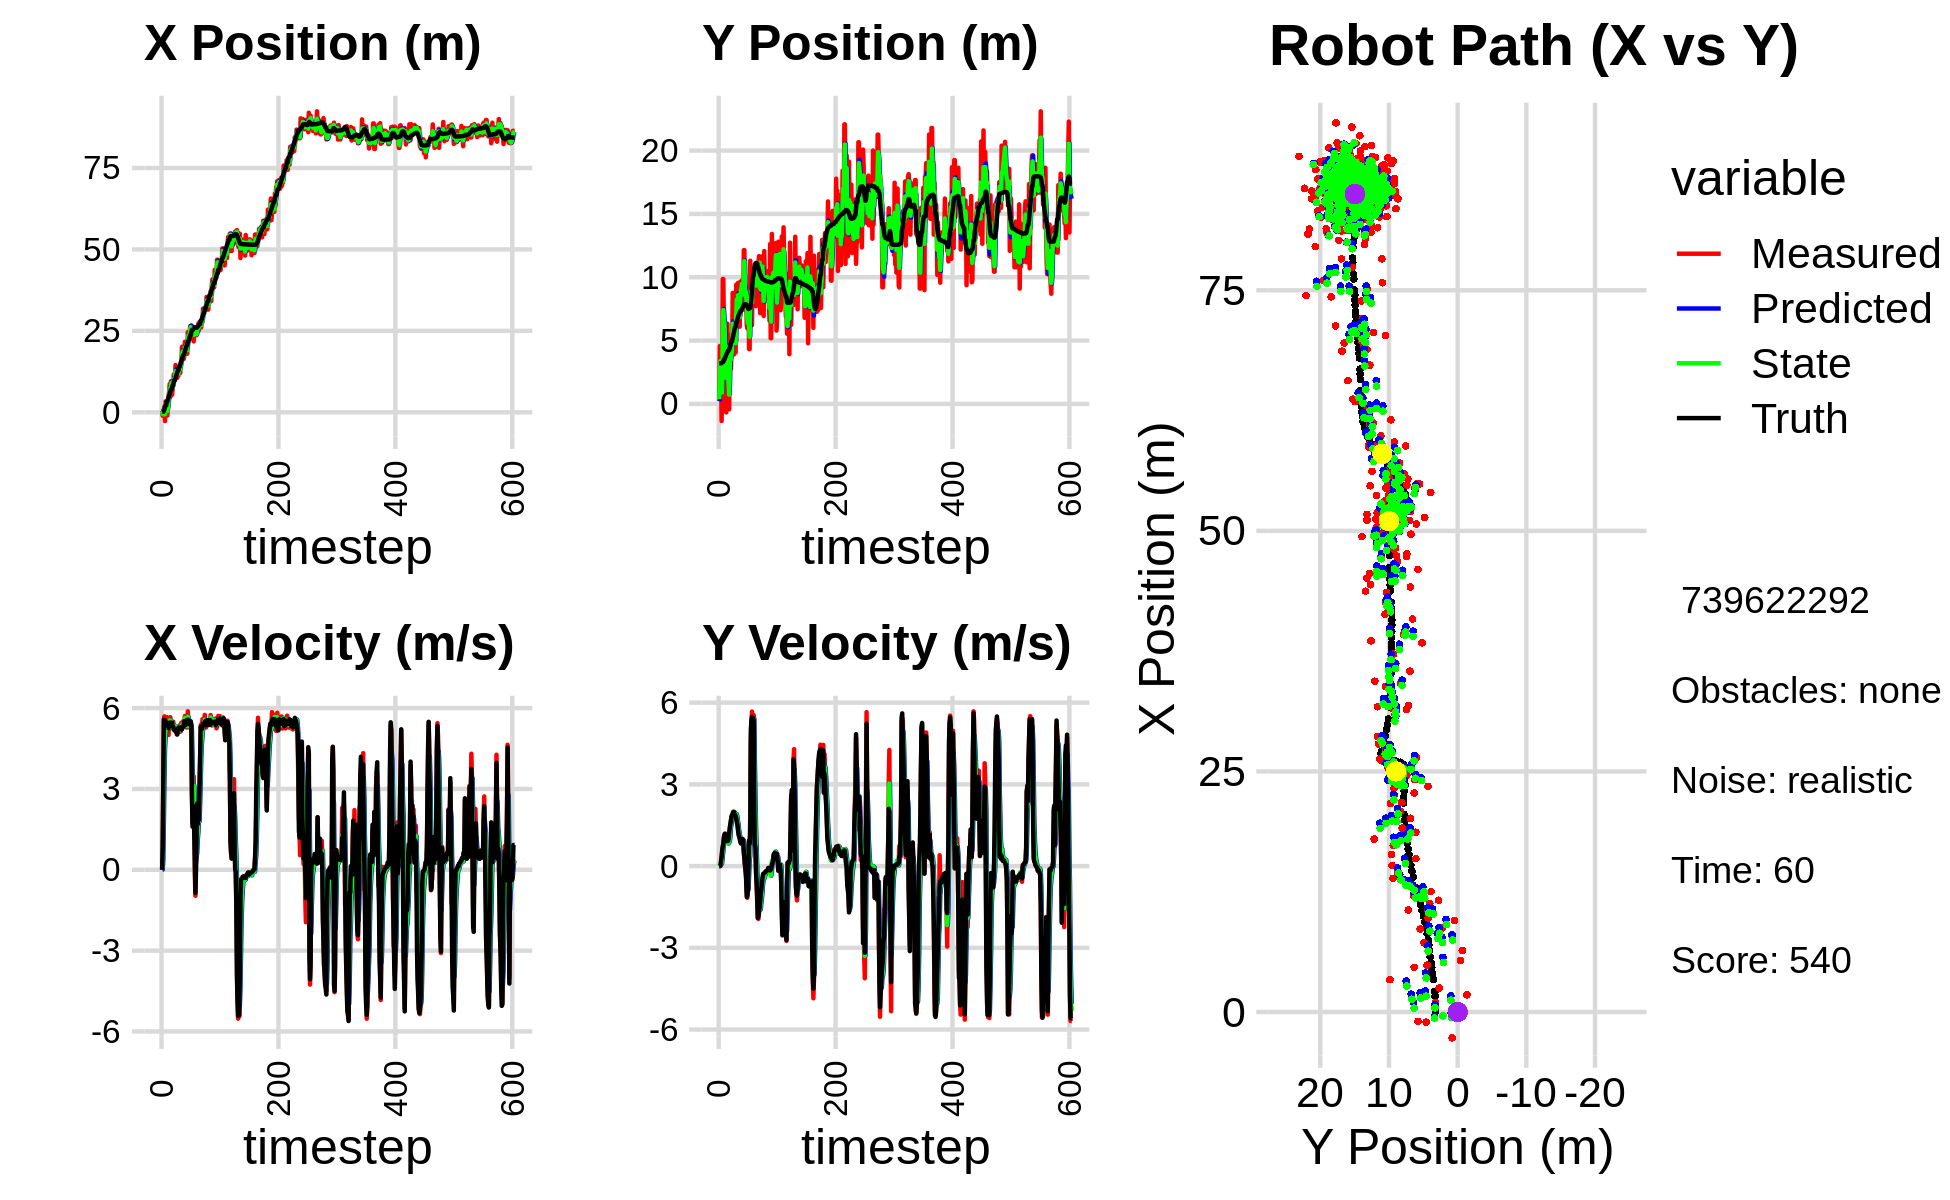 X Position (m)
75
50
25
0
0
200
400
600
timestep
Y Position (m)
20
15
10
5
0
0
200
400
600
timestep
X Velocity (m/s)
6
3
0
-3
-6
0
200
400
600
timestep
Y Velocity (m/s)
6
3
0
-3
-6
0
200
400
600
timestep
Robot Path (X vs Y)
X Position (m)
75
50
25
0
20 10 0 -10 -20
Y Position (m)
variable
Measured
Predicted
State
Truth
739622292
Obstacles: none
Noise: realistic
Time: 60
Score: 540